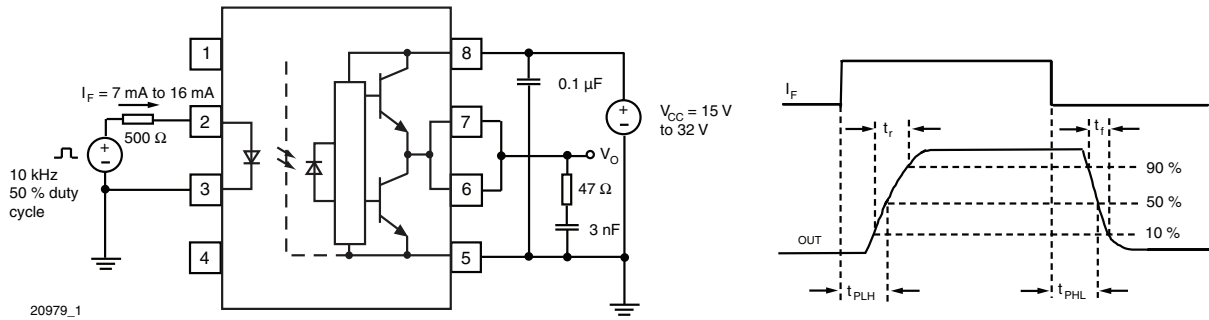 1
8
I_F = 7 mA to 16 mA
0.1 µF
2
7
+
−
V_CC = 15 V
to 32 V
500 Ω
V_O
+
−
10 kHz
50 % duty
cycle
3
6
47 Ω
3 nF
4
5
20979_1
I_F
t_r
t_f
90 %
50 %
10 %
OUT
t_PLH
t_PHL